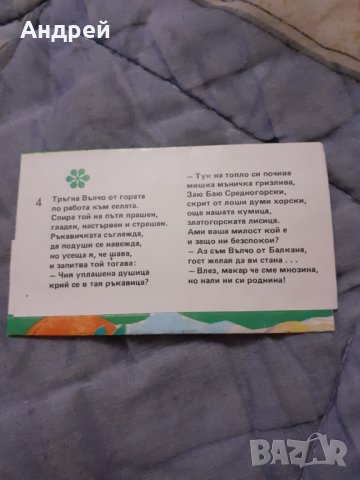 Андрей
4
Тръгна Вълчо от гората
по работа към селата.
Спира той на пътя прашен,
гладен, настървен и страшен.
Ръкавичката съглежда,
да подуши се навежда,
но усеща я, че шава,
и запитва той тогава:
— Чия уплашена душица
крий се в тая ръкавица?
— Тук на топло си почива
мишка мъничка гризлива,
Заю Баю Средногорски,
скрит от лоши думи хорски,
още нашата кумица,
златогорската лисица.
Ами ваша милост кой е
и защо ни безспокои?
— Аз съм Вълчо от Балкана,
гост желая да ви стана . . .
— Влез, макар че сме мнозина,
но нали ни си роднина!
BAZAR